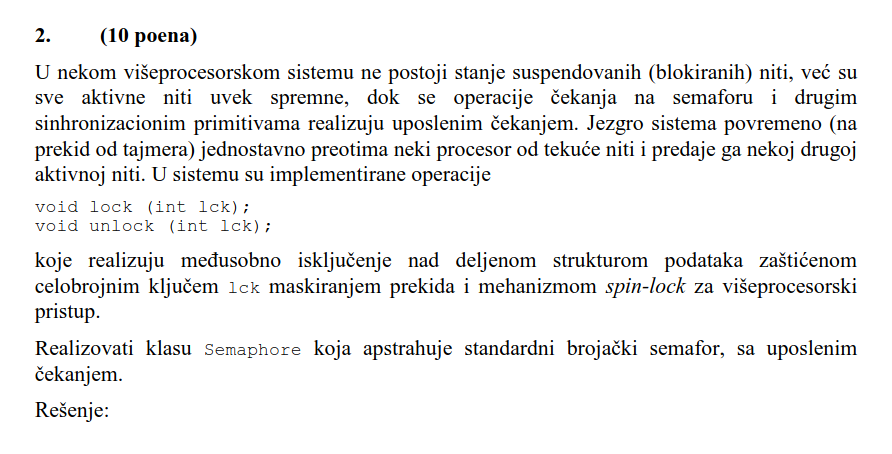 2. (10 poena)
U nekom višeprocesorskom sistemu ne postoji stanje suspendovanih (blokiranih) niti, već su
sve aktivne niti uvek spremne, dok se operacije čekanja na semaforu i drugim
sinhronizacionim primitivama realizuju uposlenim čekanjem. Jezgro sistema povremeno (na
prekid od tajmera) jednostavno preotima neki procesor od tekuće niti i predaje ga nekoj drugoj
aktivnoj niti. U sistemu su implementirane operacije
void lock (int lck);
void unlock (int lck);
koje realizuju međusobno isključenje nad deljenom strukturom podataka zaštićenom
celobrojnim ključem lck maskiranjem prekida i mehanizmom spin-lock za višeprocesorski
pristup.
Realizovati klasu Semaphore koja apstrahuje standardni brojački semafor, sa uposlenim
čekanjem.
Rešenje: